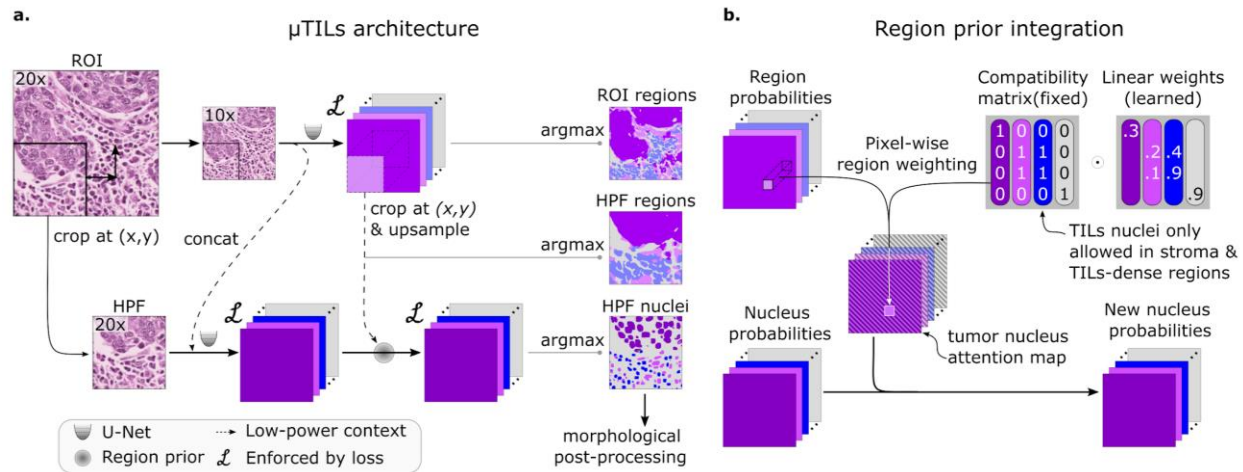 a.
μTILs architecture
ROI
20x
10x
ℒ
argmax
ROI regions
crop at (x,y)
concat
crop at (x,y)
& upsample
argmax
HPF regions
HPF
20x
ℒ
ℒ
argmax
HPF nuclei
U-Net
Low-power context
Region prior
ℒ Enforced by loss
morphological
post-processing
b.
Region prior integration
Region
probabilities
Pixel-wise
region weighting
Compatibility
matrix(fixed)
Linear weights
(learned)
1 0 0 0
0 1 1 0
0 1 1 0
0 0 0 1
.3
.2 .4
.1 .9
.9
TILs nuclei only
allowed in stroma &
TILs-dense regions
Nucleus
probabilities
tumor nucleus
attention map
New nucleus
probabilities